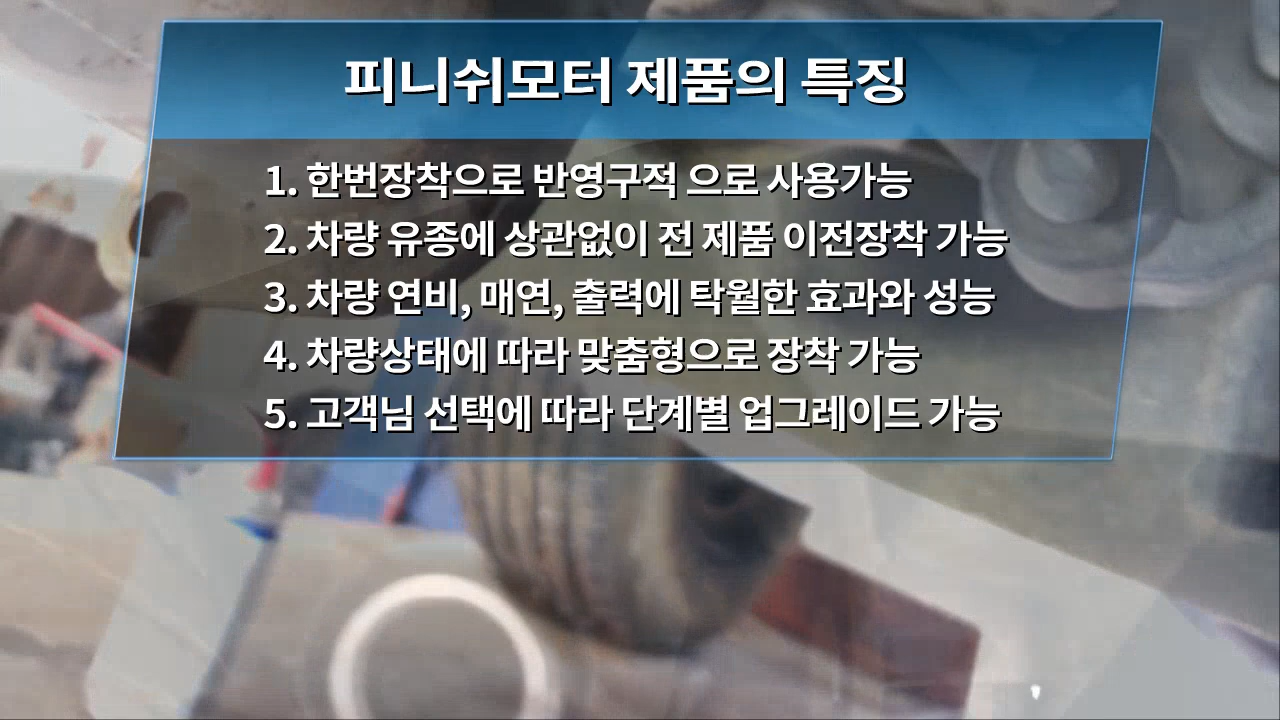 피니쉬모터 제품의 특징
1. 한번장착으로 반영구적 으로 사용가능
2. 차량 유종에 상관없이 전 제품 이전장착 가능
3. 차량 연비, 매연, 출력에 탁월한 효과와 성능
4. 차량상태에 따라 맞춤형으로 장착 가능
5. 고객님 선택에 따라 단계별 업그레이드 가능